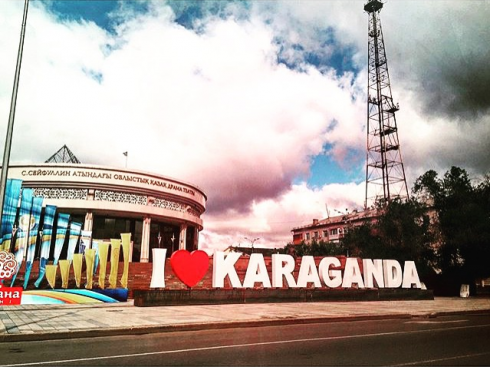 С.СЕЙФУЛЛИН АТЫНДАҒЫ ОБЛЫСТЫҚ ҚАЗАҚ ДРАМА ТЕАТРЫ
I ❤ KARAGANDA